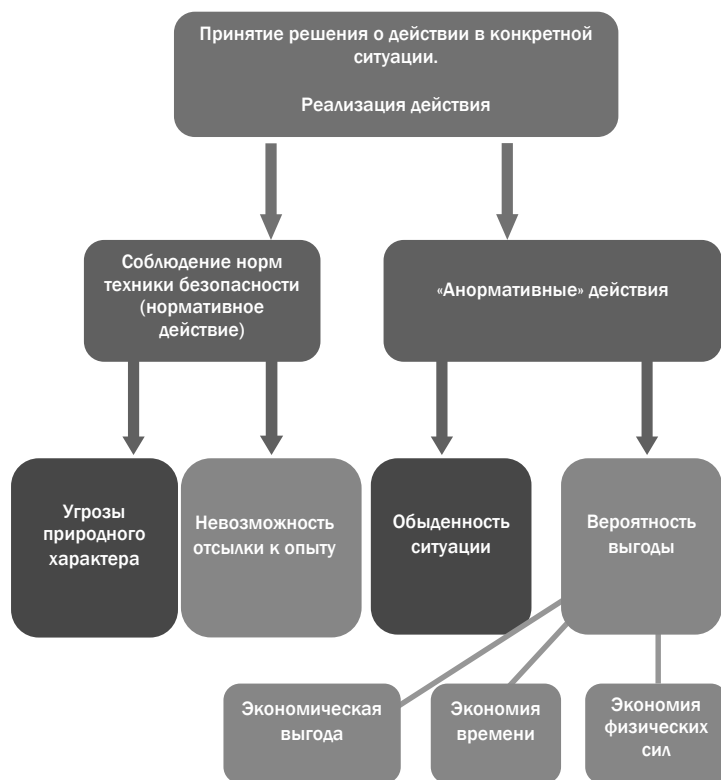 Принятие решения о действии в конкретной
ситуации.
Реализация действия
Соблюдение норм
техники безопасности
(нормативное
действие)
«Анормативные» действия
Угрозы
природного
характера
Невозможность
отсылки к опыту
Обыденность
ситуации
Вероятность
выгоды
Экономическая
выгода
Экономия
времени
Экономия
физических
сил